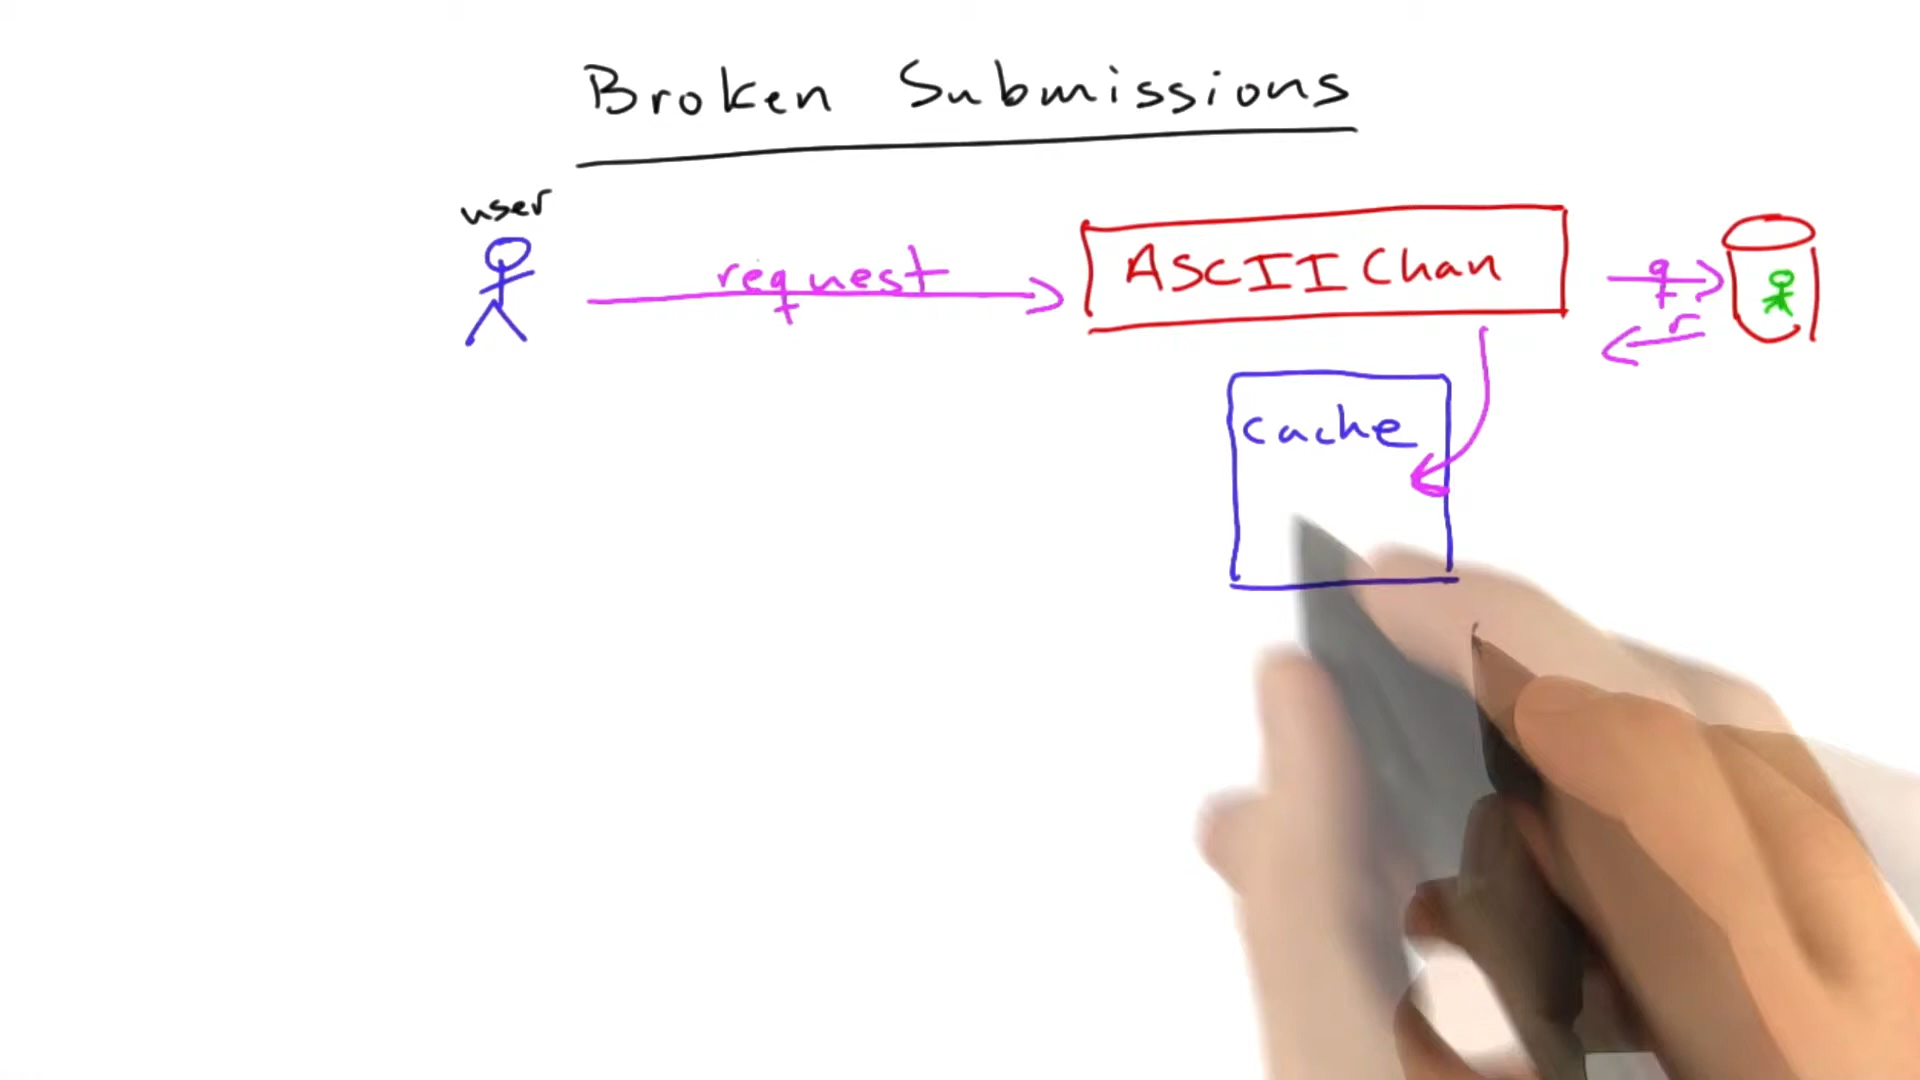 Broken Submissions
user
request
ASCII Chan
q
r
cache